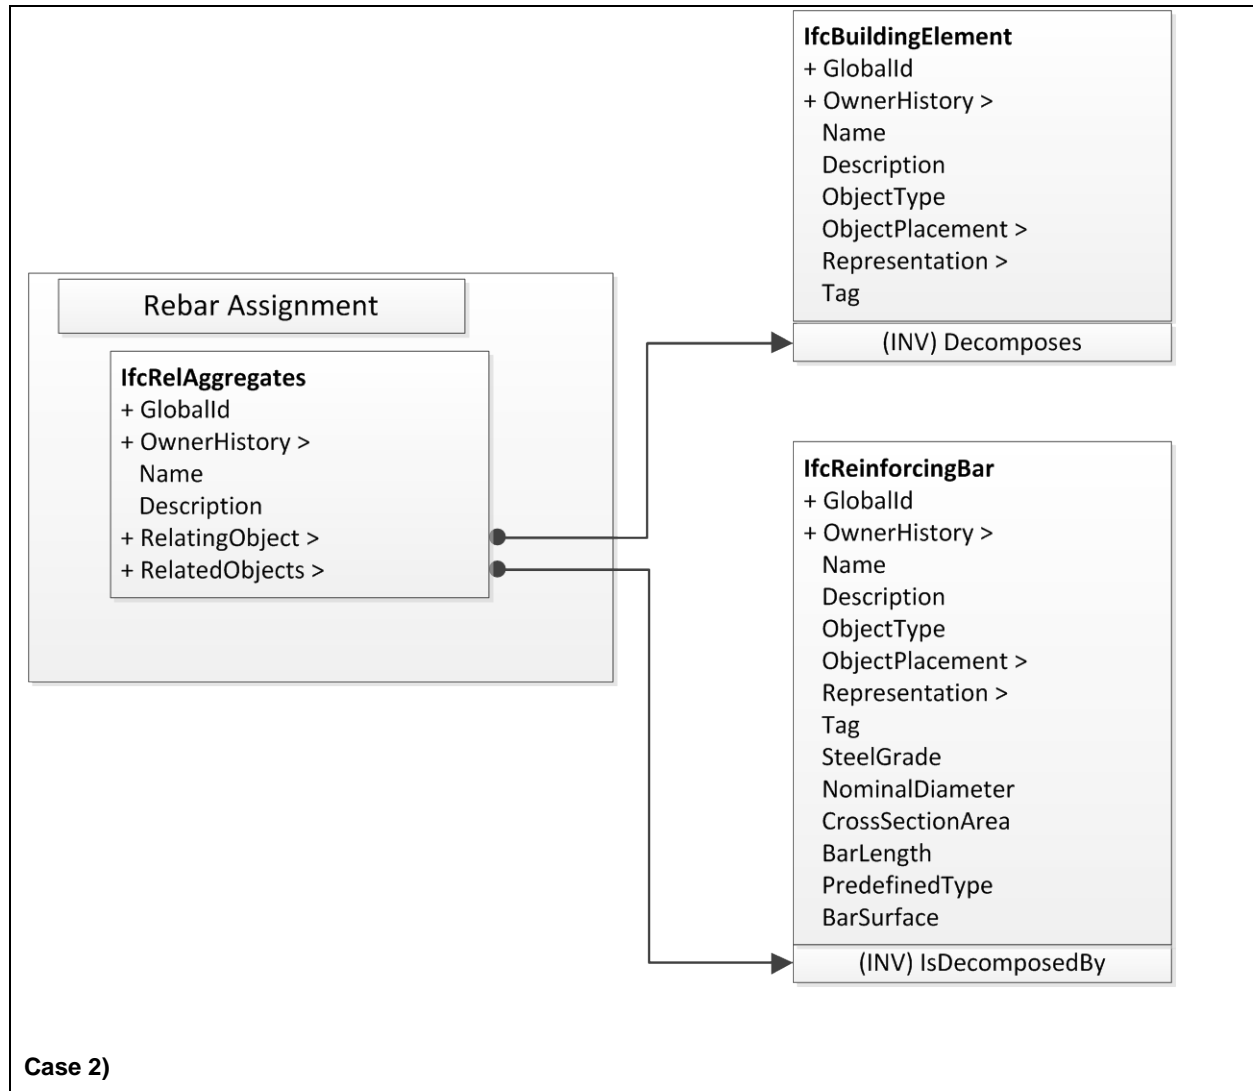 IfcBuildingElement
+ GlobalId
+ OwnerHistory >
Name
Description
ObjectType
ObjectPlacement >
Representation >
Tag
(INV) Decomposes
Rebar Assignment
IfcRelAggregates
+ GlobalId
+ OwnerHistory >
Name
Description
+ RelatingObject >
+ RelatedObjects >
IfcReinforcingBar
+ GlobalId
+ OwnerHistory >
Name
Description
ObjectType
ObjectPlacement >
Representation >
Tag
SteelGrade
NominalDiameter
CrossSectionArea
BarLength
PredefinedType
BarSurface
(INV) IsDecomposedBy
Case 2)